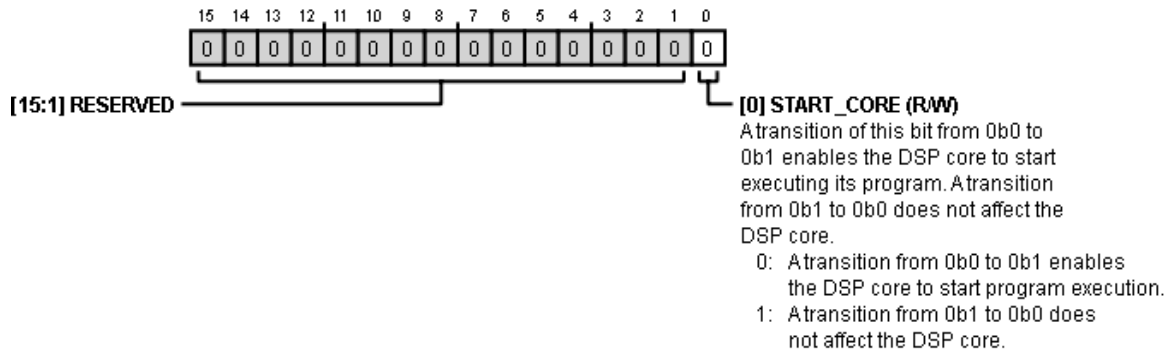 15 14 13 12 11 10 9 8 7 6 5 4 3 2 1 0
0 0 0 0 0 0 0 0 0 0 0 0 0 0 0 0
[15:1] RESERVED
[0] START_CORE (R/W)
A transition of this bit from 0b0 to
0b1 enables the DSP core to start
executing its program. A transition
from 0b1 to 0b0 does not affect the
DSP core.
0: A transition from 0b0 to 0b1 enables
the DSP core to start program execution.
1: A transition from 0b1 to 0b0 does
not affect the DSP core.